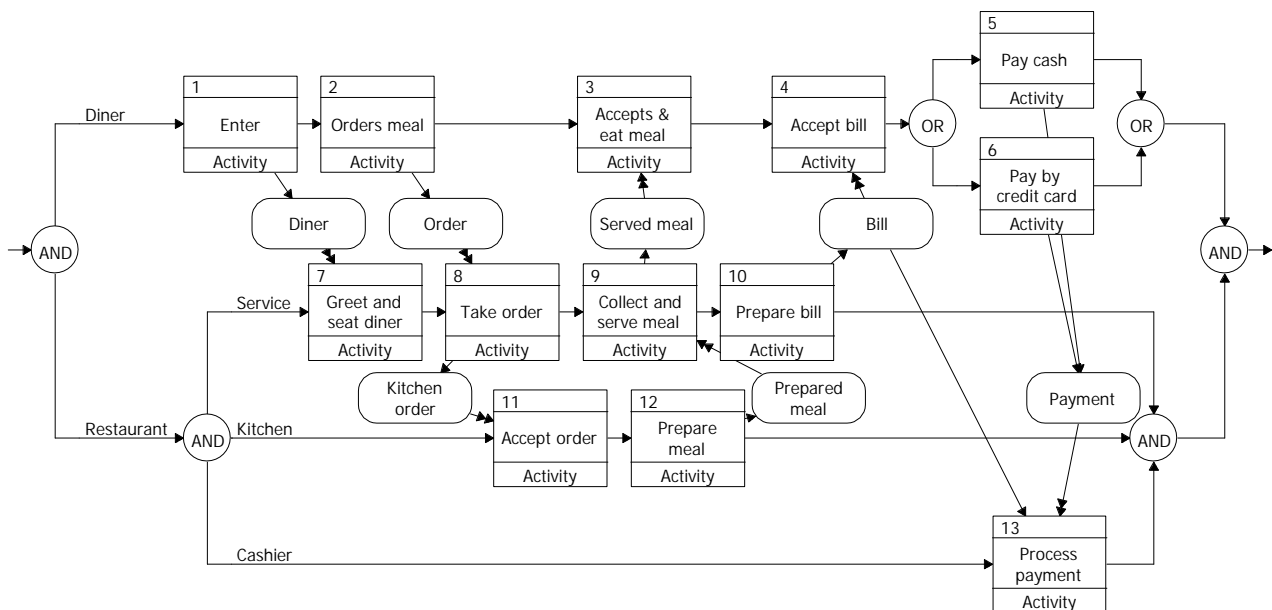 5
Pay cash
Activity
1
Enter
Activity
2
Orders meal
Activity
3
Accepts &
eat meal
Activity
4
Accept bill
Activity
Diner
OR
OR
6
Pay by
credit card
Activity
Diner
Order
Served meal
Bill
AND
AND
7
Greet and
seat diner
Activity
8
Take order
Activity
9
Collect and
serve meal
Activity
10
Prepare bill
Activity
Service
Kitchen
order
Prepared
meal
Payment
11
Accept order
Activity
12
Prepare
meal
Activity
Restaurant
AND
Kitchen
AND
13
Process
payment
Activity
Cashier